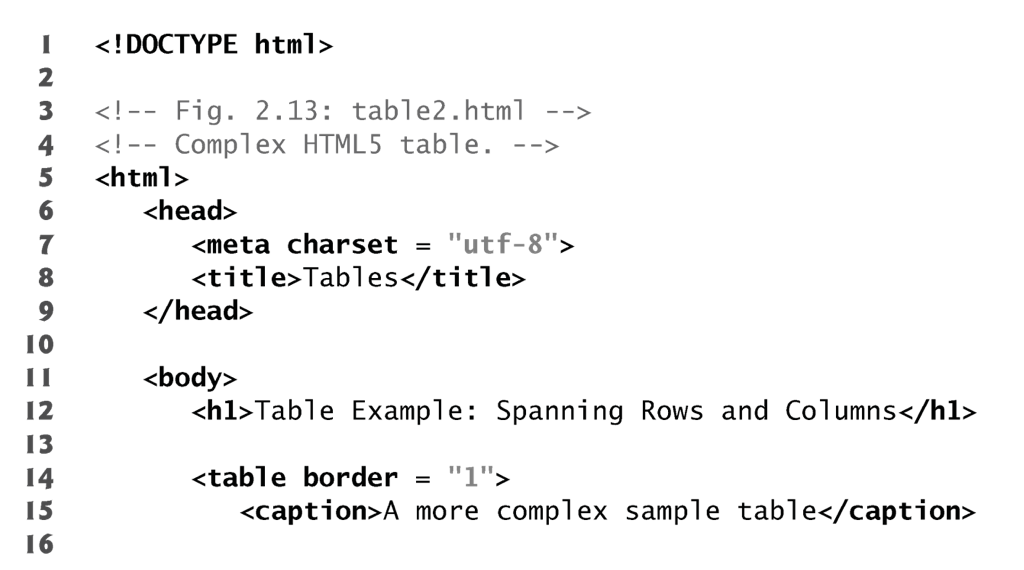 1 <!DOCTYPE html>
2
3 <!-- Fig. 2.13: table2.html -->
4 <!-- Complex HTML5 table. -->
5 <html>
6 <head>
7 <meta charset = "utf-8">
8 <title>Tables</title>
9 </head>
10
11 <body>
12 <h1>Table Example: Spanning Rows and Columns</h1>
13
14 <table border = "1">
15 <caption>A more complex sample table</caption>
16